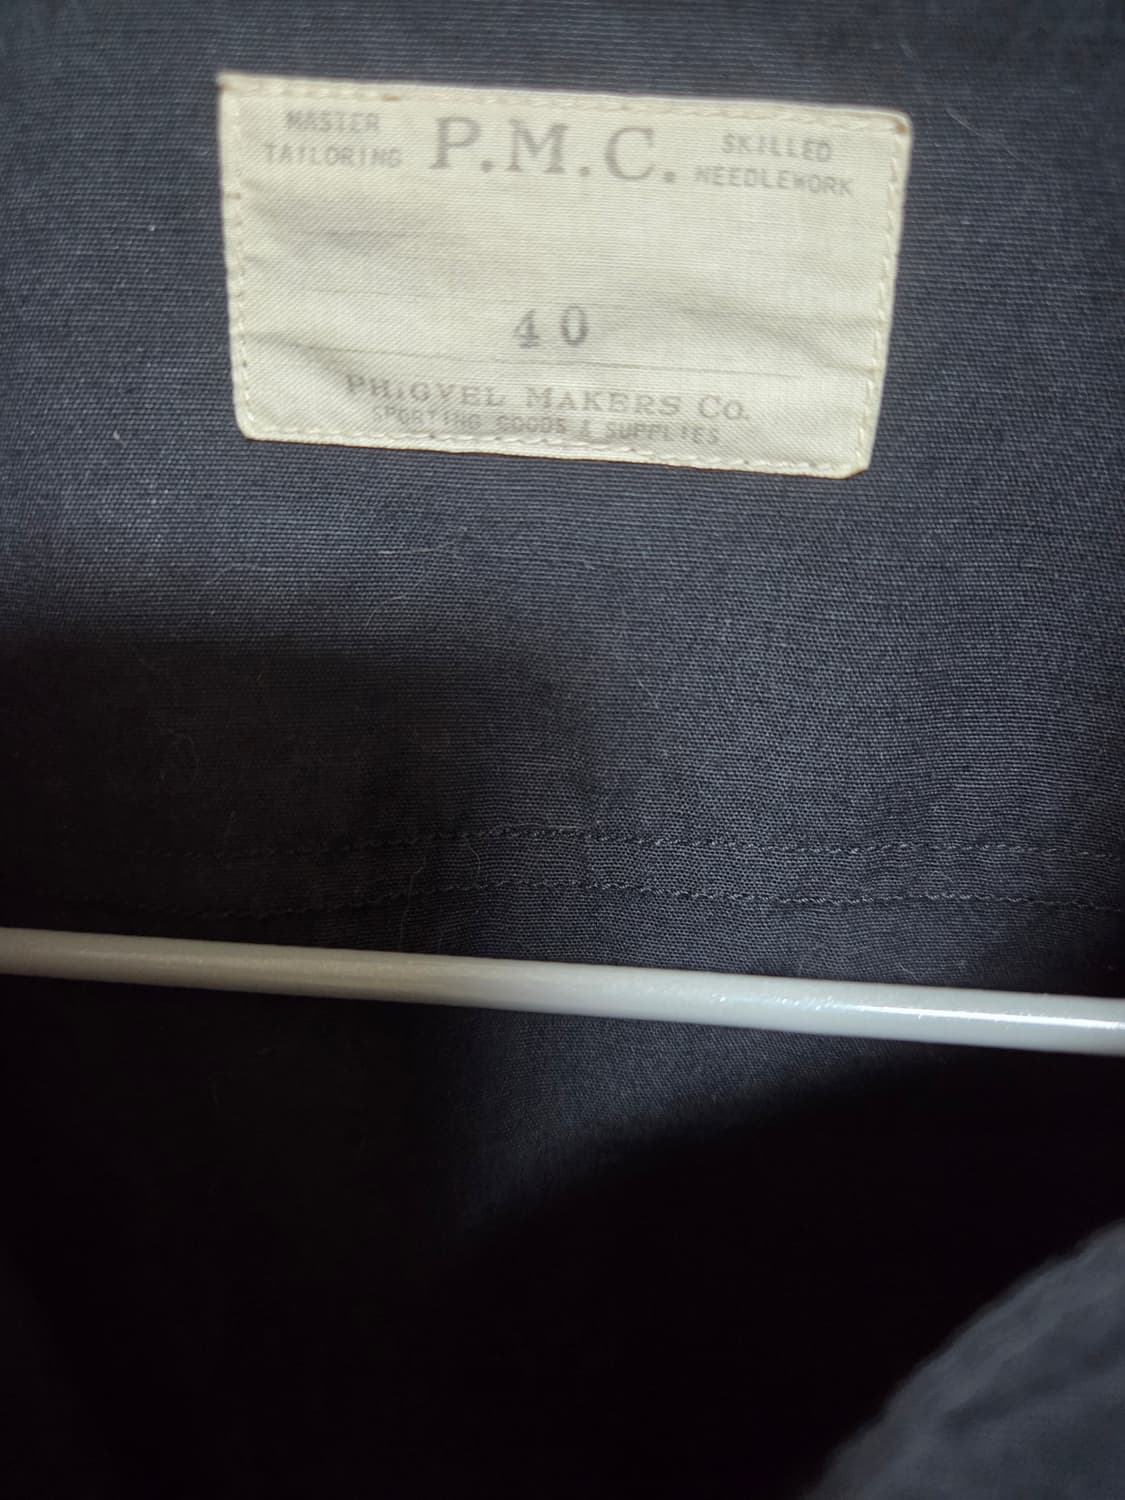 MASTER
TAILORING
P.M.C.
SKILLED
NEEDLEWORK
40
PHIGVEL MAKERS Co.
SPORTING GOODS & SUPPLIES